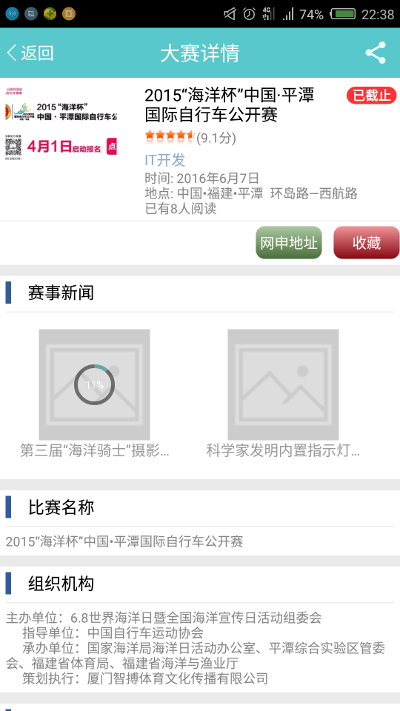 74% 22:38
返回
大赛详情
2015“海洋杯”
中国·平潭国际自行车公
4月1日启动报名
点
2015“海洋杯”中国·平潭
国际自行车公开赛
已截止
(9.1分)
IT开发
时间: 2016年6月7日
地点: 中国•福建•平潭 环岛路—西航路
已有8人阅读
网申地址
收藏
赛事新闻
11%
第三届“海洋骑士”摄影...
科学家发明内置指示灯...
比赛名称
2015“海洋杯”中国•平潭国际自行车公开赛
组织机构
主办单位：6.8世界海洋日暨全国海洋宣传日活动组委会
指导单位：中国自行车运动协会
承办单位：国家海洋局海洋日活动办公室、平潭综合实验区管委
会、福建省体育局、福建省海洋与渔业厅
策划执行：厦门智搏体育文化传播有限公司